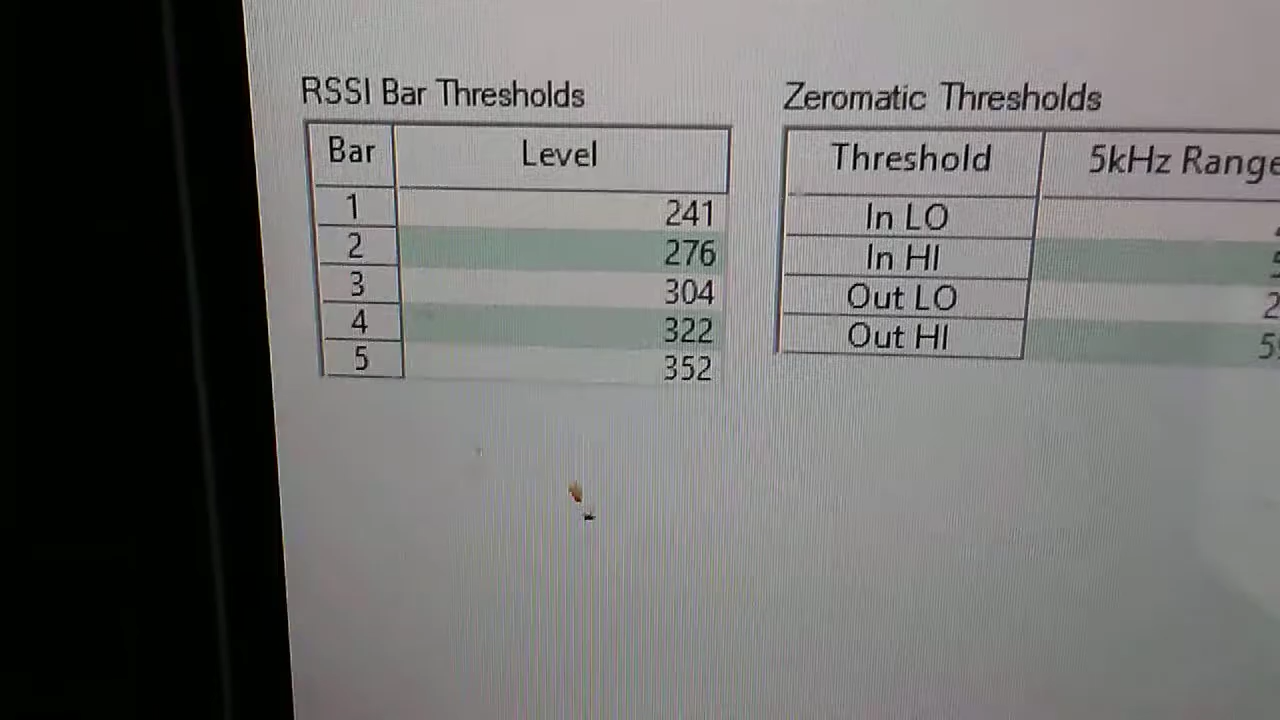 RSSI Bar Thresholds
Bar Level
1 241
2 276
3 304
4 322
5 352
Zeromatic Thresholds
Threshold 5kHz Range
In LO
In HI
Out LO
Out HI